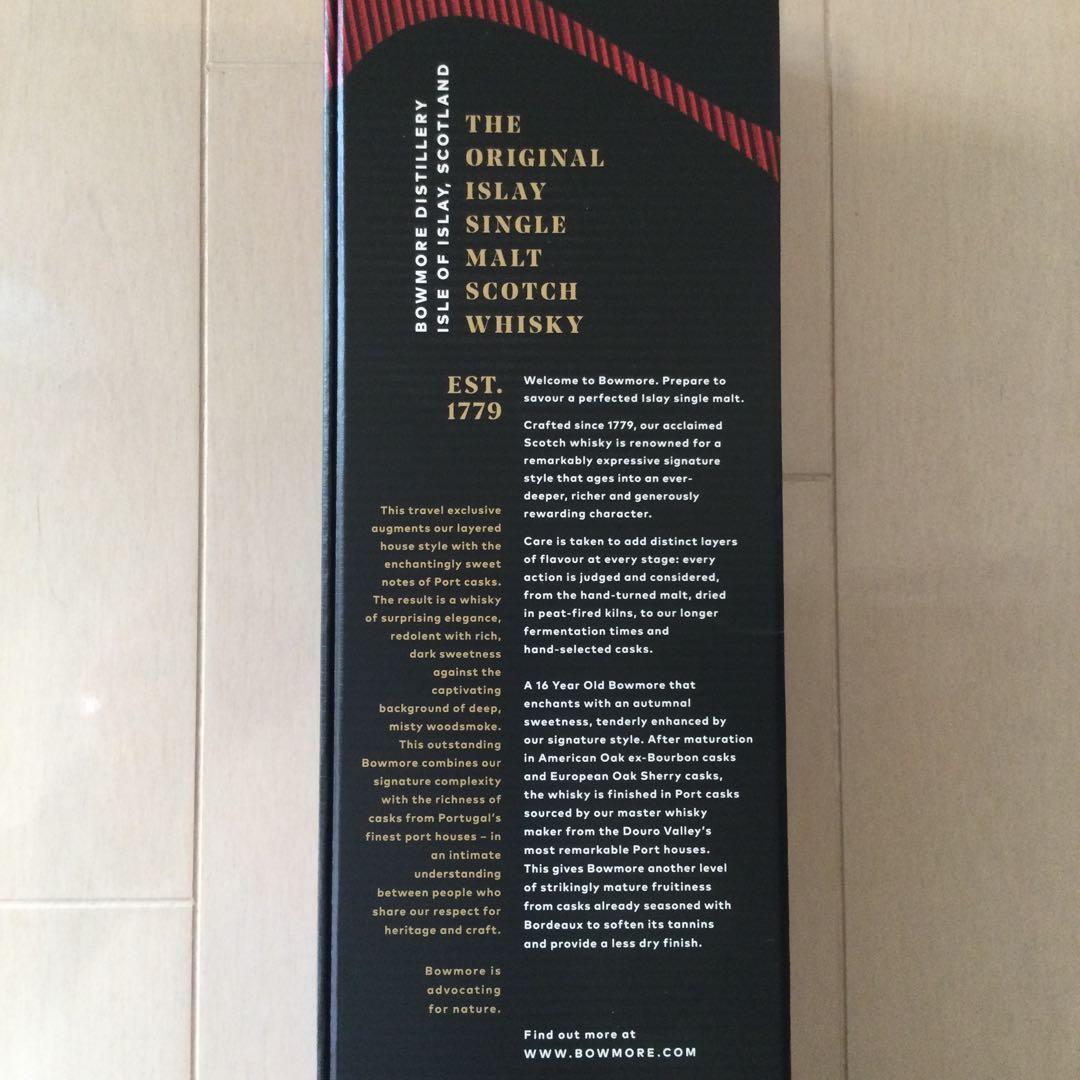 BOWMORE DISTILLERY
ISLE OF ISLAY, SCOTLAND
THE
ORIGINAL
ISLAY
SINGLE
MALT
SCOTCH
WHISKY
EST.
1779
Welcome to Bowmore. Prepare to
savour a perfected Islay single malt.
Crafted since 1779, our acclaimed
Scotch whisky is renowned for a
remarkably expressive signature
style that ages into an ever-
deeper, richer and generously
rewarding character.
Care is taken to add distinct layers
of flavour at every stage: every
action is judged and considered,
from the hand-turned malt, dried
in peat-fired kilns, to our longer
fermentation times and
hand-selected casks.
A 16 Year Old Bowmore that
enchants with an autumnal
sweetness, tenderly enhanced by
our signature style. After maturation
in American Oak ex-Bourbon casks
and European Oak Sherry casks,
the whisky is finished in Port casks
sourced by our master whisky
maker from the Douro Valley's
most remarkable Port houses.
This gives Bowmore another level
of strikingly mature fruitiness
from casks already seasoned with
Bordeaux to soften its tannins
and provide a less dry finish.
This travel exclusive
augments our layered
house style with the
enchantingly sweet
notes of Port casks.
The result is a whisky
of surprising elegance,
redolent with rich,
dark sweetness
against the
captivating
background of deep,
misty woodsmoke.
This outstanding
Bowmore combines our
signature complexity
with the richness of
casks from Portugal's
finest port houses – in
an intimate
understanding
between people who
share our respect for
heritage and craft.
Bowmore is
advocating
for nature.
Find out more at
WWW.BOWMORE.COM